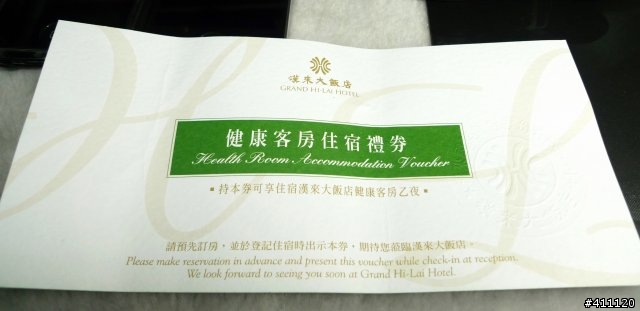 漢來大飯店
GRAND HI-LAI HOTEL
健康客房住宿禮券
Health Room Accommodation Voucher
▪ 持本券可享住宿漢來大飯店健康客房乙夜 ▪
請預先訂房，並於登記住宿時出示本券，期待您蒞臨漢來大飯店。
Please make reservation in advance and present this voucher while check-in at reception.
We look forward to seeing you soon at Grand Hi-Lai Hotel.
#411120